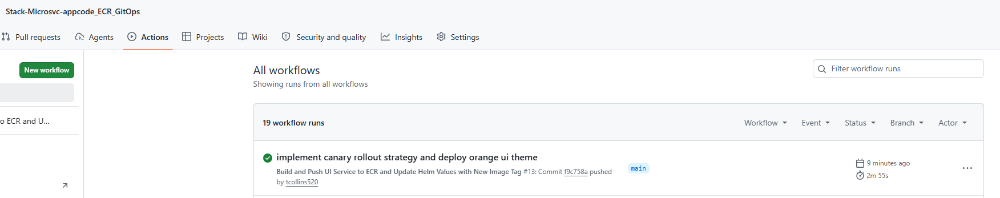 Stack-Microsvc-appcode_ECR_GitOps
Pull requests
Agents
Actions
Projects
Wiki
Security and quality
Insights
Settings
New workflow
o ECR and U...
All workflows
Showing runs from all workflows
Filter workflow runs
19 workflow runs
Workflow
Event
Status
Branch
Actor
implement canary rollout strategy and deploy orange ui theme
Build and Push UI Service to ECR and Update Helm Values with New Image Tag #13: Commit f9c758a pushed
by tcollins520
main
9 minutes ago
2m 55s